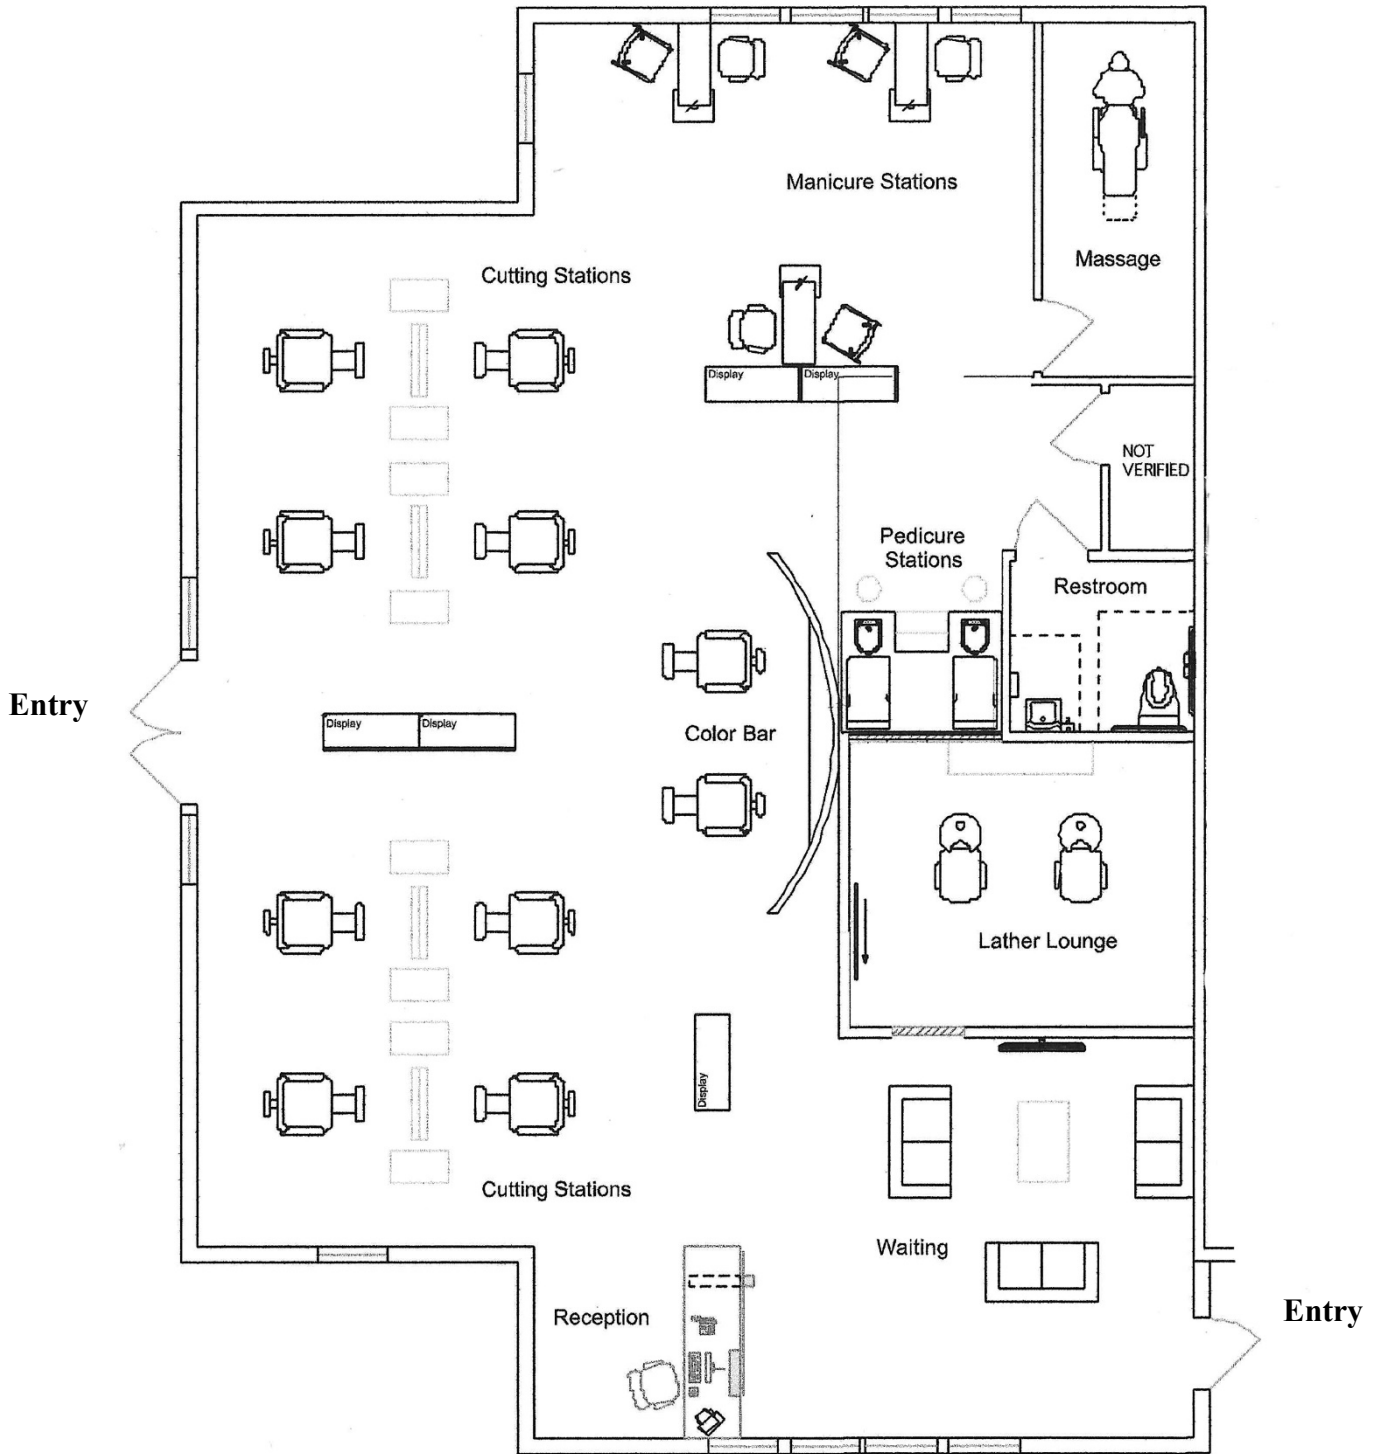 Manicure Stations
Massage
Cutting Stations
Display
Display
NOT
VERIFIED
Pedicure
Stations
Restroom
Entry
Display
Display
Color Bar
Lather Lounge
Display
Cutting Stations
Waiting
Reception
Entry